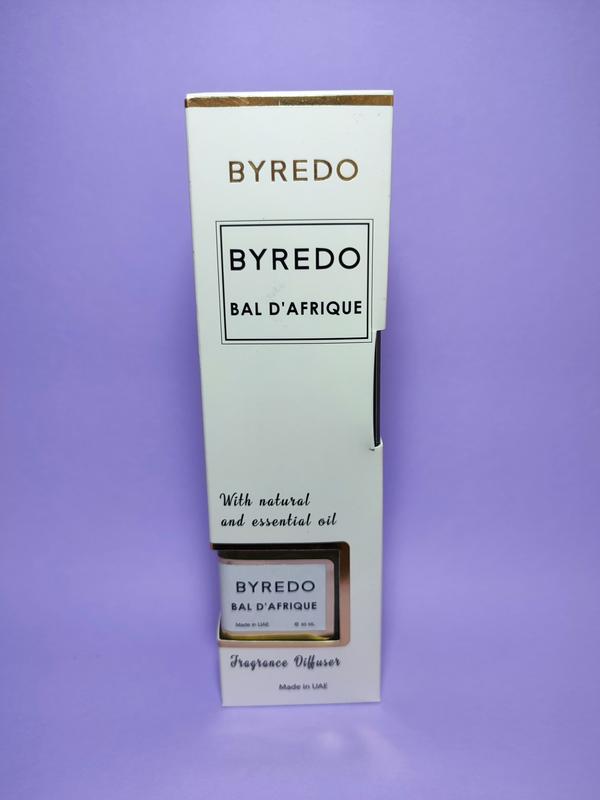 BYREDO
BYREDO
BAL D'AFRIQUE
With natural
and essential oil
BYREDO
BAL D'AFRIQUE
Made in UAE
Fragrance Diffuser
Made in UAE